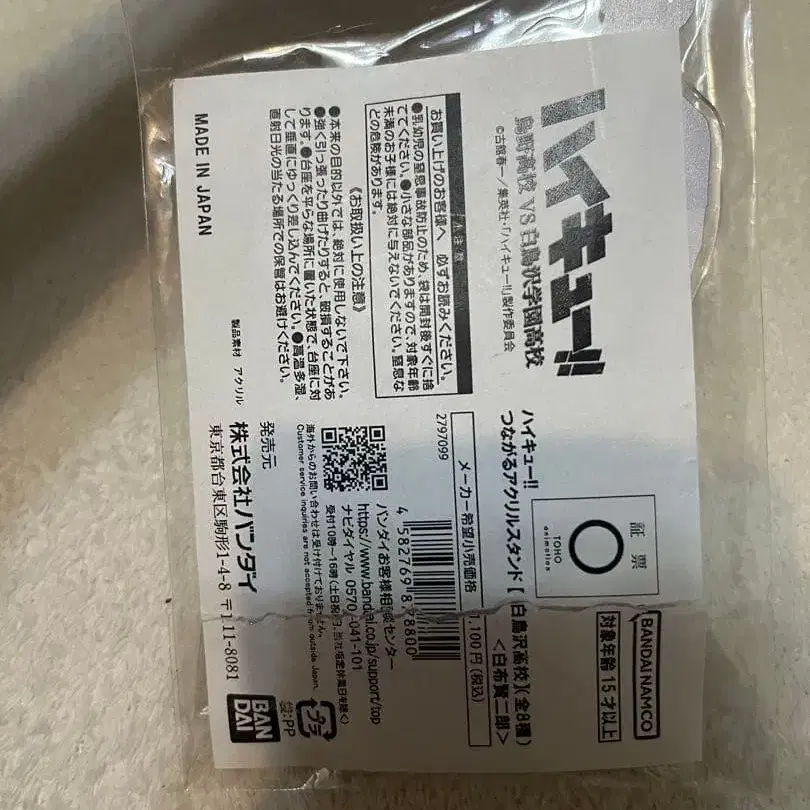 ハイキュー!!
烏野高校 VS 白鳥沢学園高校
©古舘春一／集英社・「ハイキュー!!」製作委員会
⚠注意
お買い上げのお客様へ 必ずお読みください。
●乳幼児の窒息事故防止のため、袋は開封後すぐに捨
ててください。●小さな部品がありますので、対象年齢
未満のお子様には絶対に与えないでください。窒息な
どの危険があります。
《お取扱い上の注意》
●本来の目的以外では、絶対に使用しないで下さい。
●強く引っ張ったり曲げたりすると、破損することがあ
ります。●台座を平らな場所に置いた状態で、台座に対
して垂直にゆっくり差し込んでください。●高温多湿、
直射日光の当たる場所での保管はお避けください。
製品素材 アクリル
MADE IN JAPAN
証票
TOHO
animation
BANDAI NAMCO
対象年齢 15才以上
ハイキュー!!
つながるアクリルスタンド【白鳥沢高校】(全8種)
<白布賢二郎>
メーカー希望小売価格
1,100円(税込)
2797099
4 582769 878800
バンダイお客様相談センター
https://www.bandai.co.jp/support/top
ナビダイヤル 0570-041-101
受付10時～16時(土日祝日、当社指定休業日を除く)
海外からのお問い合わせは受け付けておりません。
Customer service inquiries are not accepted from outside Japan.
発売元
株式会社バンダイ
東京都台東区駒形1-4-8 〒111-8081
プラ
袋:PP
BAN
DAI